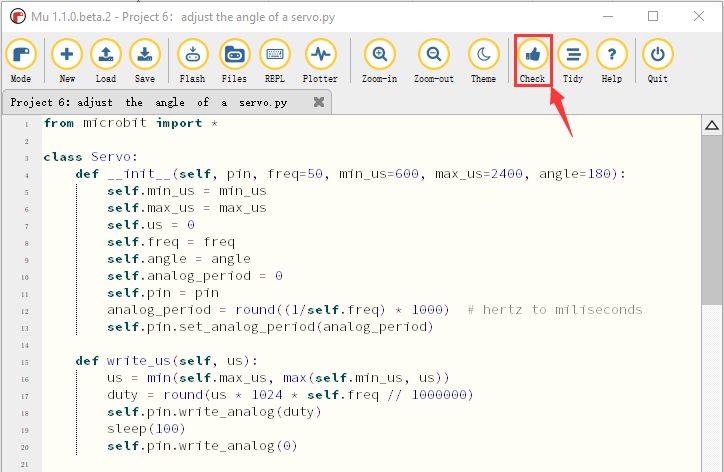 Mu 1.1.0.beta.2 - Project 6：adjust the angle of a servo.py
Mode New Load Save Flash Files REPL Plotter Zoom-in Zoom-out Theme Check Tidy Help Quit
Project 6：adjust the angle of a servo.py
1 from microbit import *
2
3 class Servo:
4 def __init__(self, pin, freq=50, min_us=600, max_us=2400, angle=180):
5 self.min_us = min_us
6 self.max_us = max_us
7 self.us = 0
8 self.freq = freq
9 self.angle = angle
10 self.analog_period = 0
11 self.pin = pin
12 analog_period = round((1/self.freq) * 1000)  # hertz to miliseconds
13 self.pin.set_analog_period(analog_period)
14
15 def write_us(self, us):
16 us = min(self.max_us, max(self.min_us, us))
17 duty = round(us * 1024 * self.freq // 1000000)
18 self.pin.write_analog(duty)
19 sleep(100)
20 self.pin.write_analog(0)
21